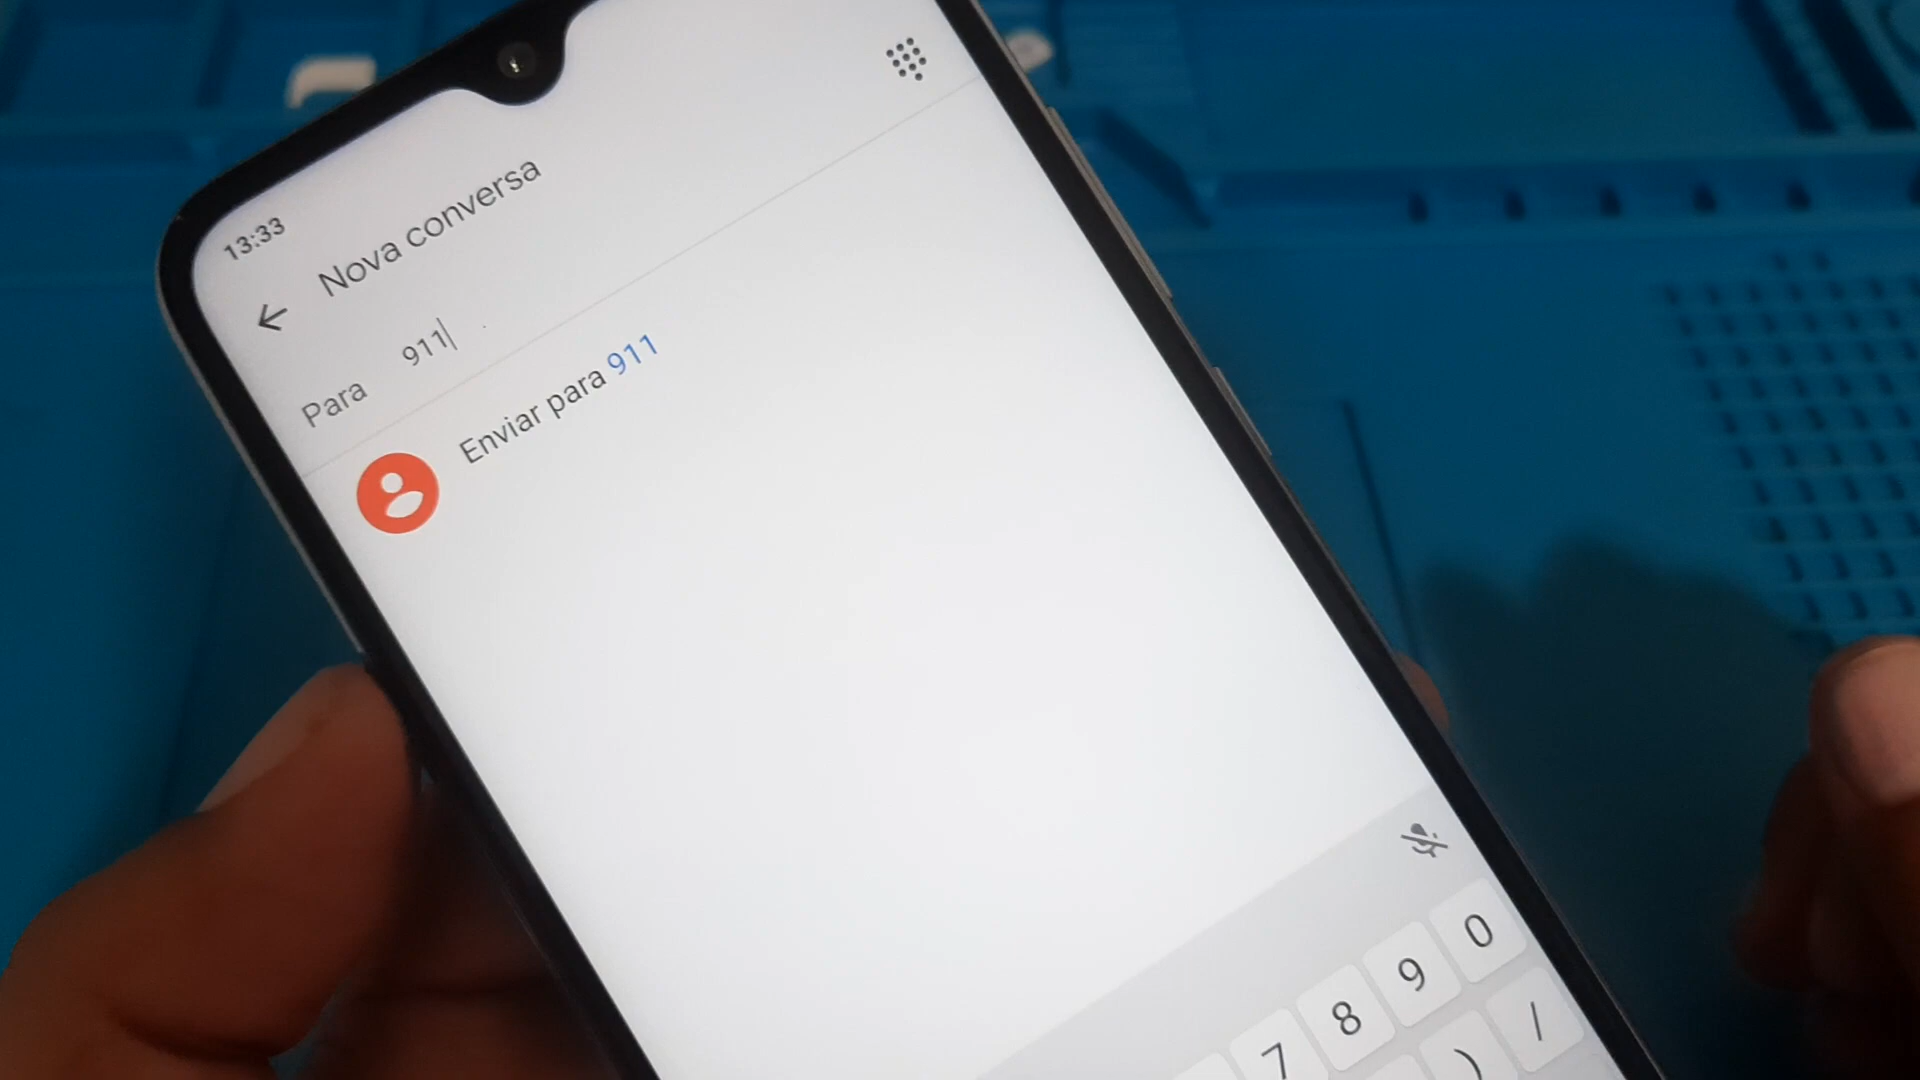 13:33
Nova conversa
Para 911
Enviar para 911
7 8 9 0
) /